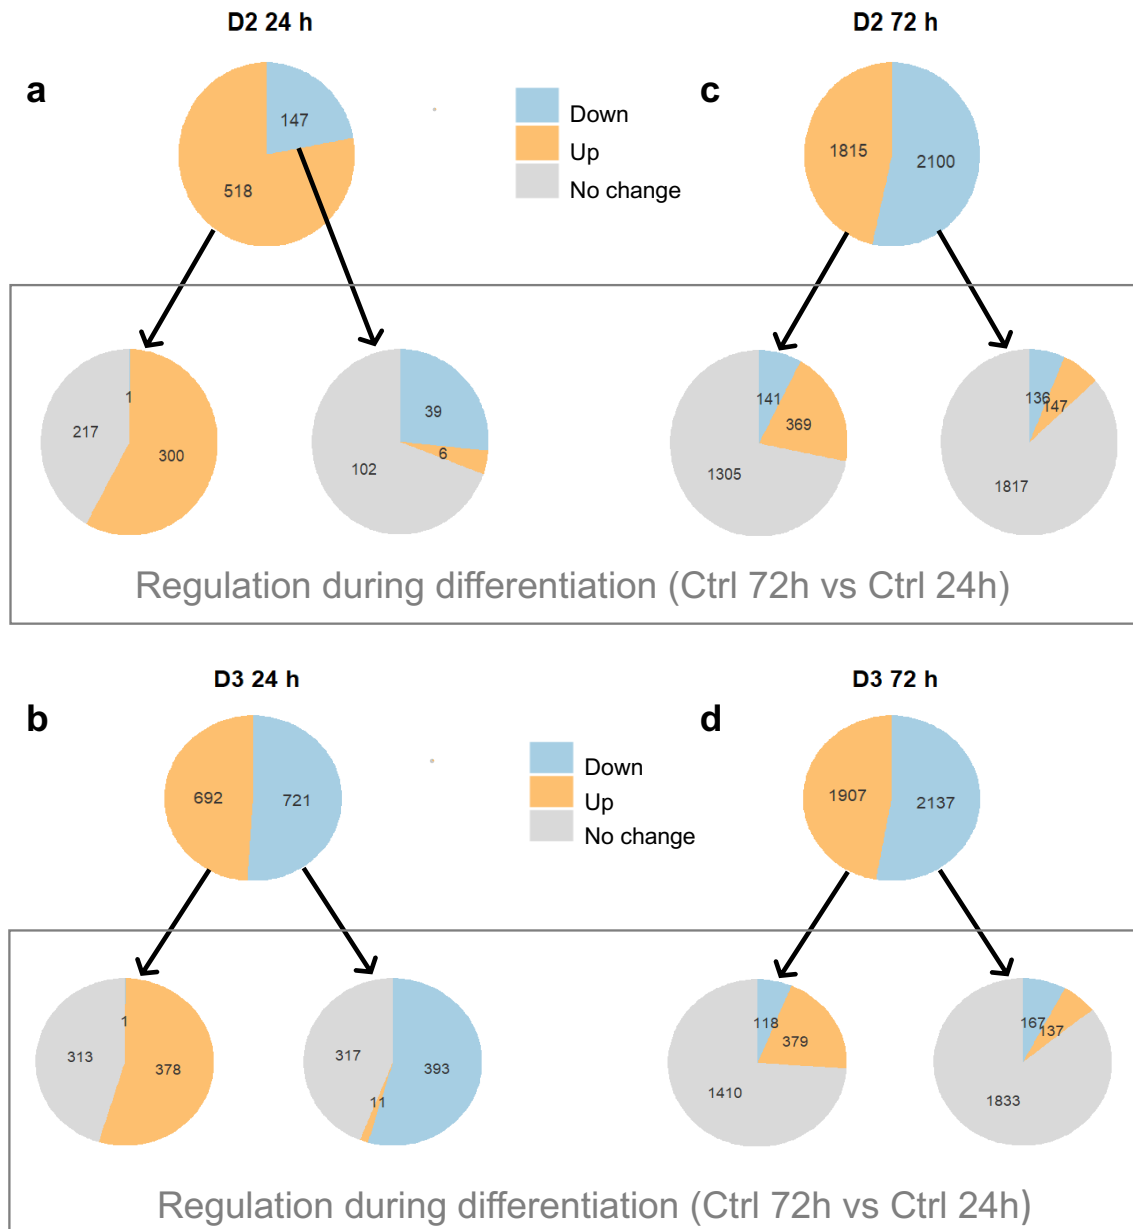 D2 24 h
D2 72 h
a
c
147
518
Down
Up
No change
1815
2100
1
217
300
39
6
102
141
369
1305
136
147
1817
Regulation during differentiation (Ctrl 72h vs Ctrl 24h)
D3 24 h
D3 72 h
b
d
692
721
Down
Up
No change
1907
2137
1
313
378
317
393
11
118
379
1410
167
137
1833
Regulation during differentiation (Ctrl 72h vs Ctrl 24h)